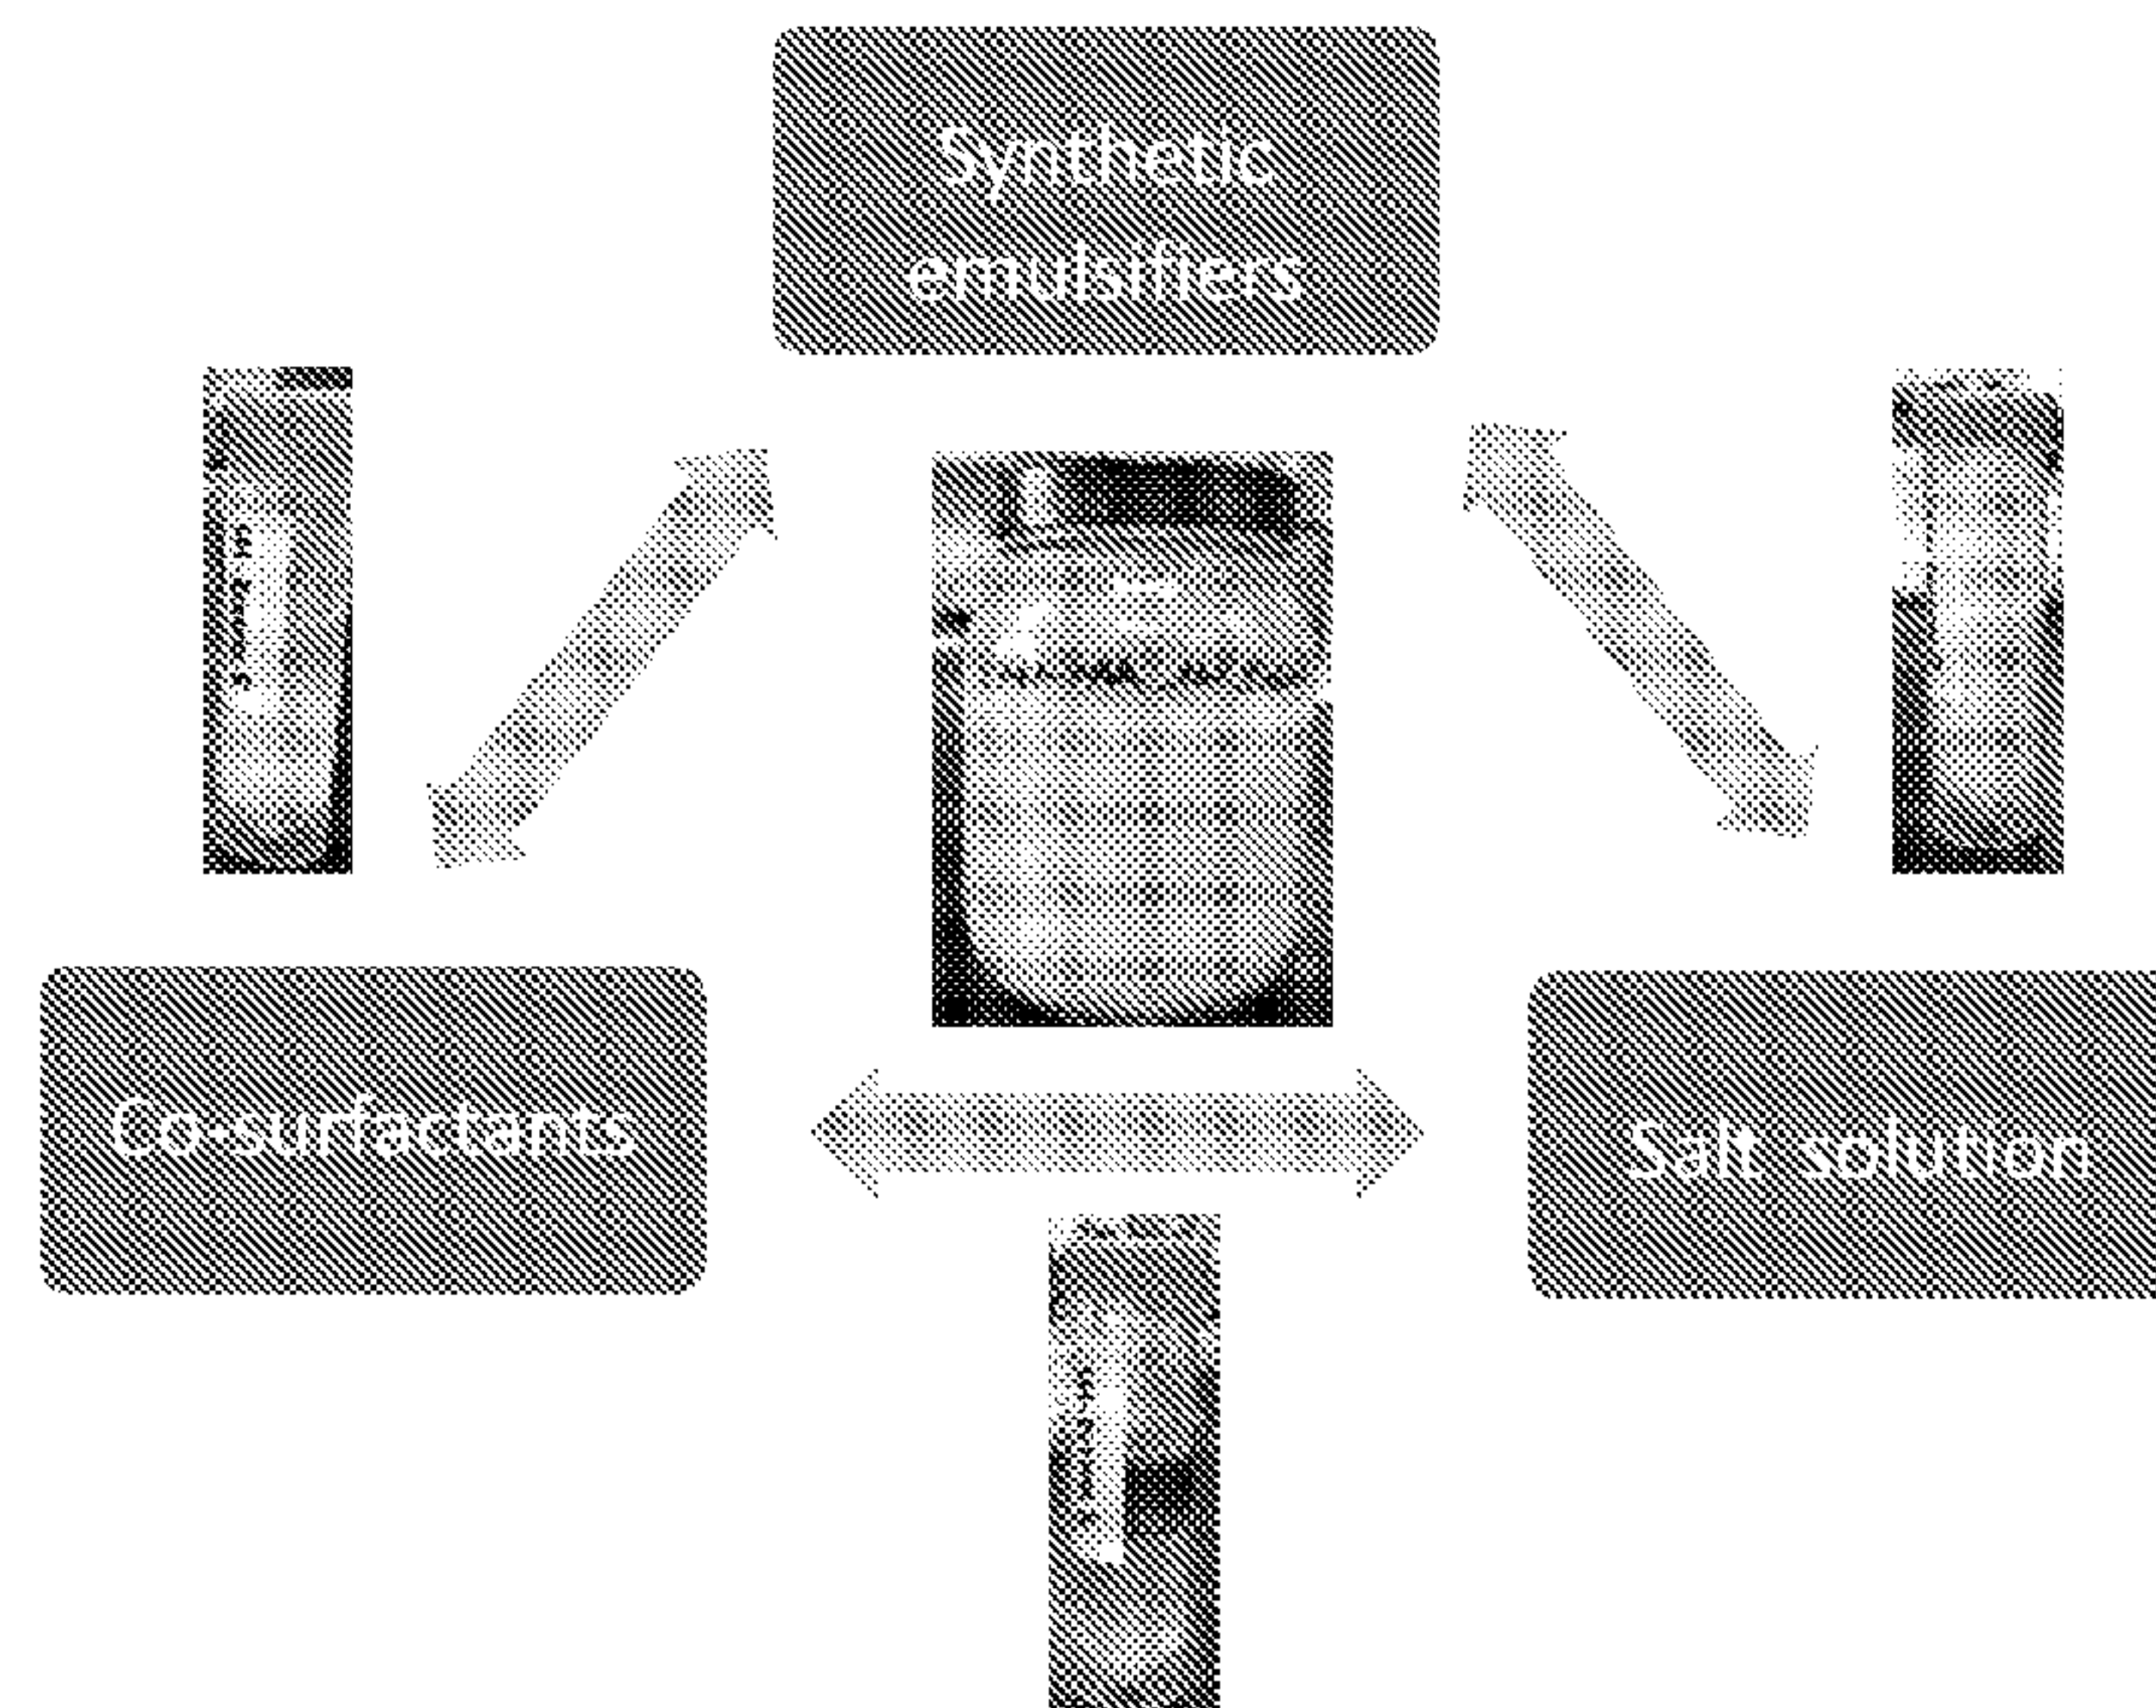 Synthetic
emulsifiers
Co-surfactants
Salt solution